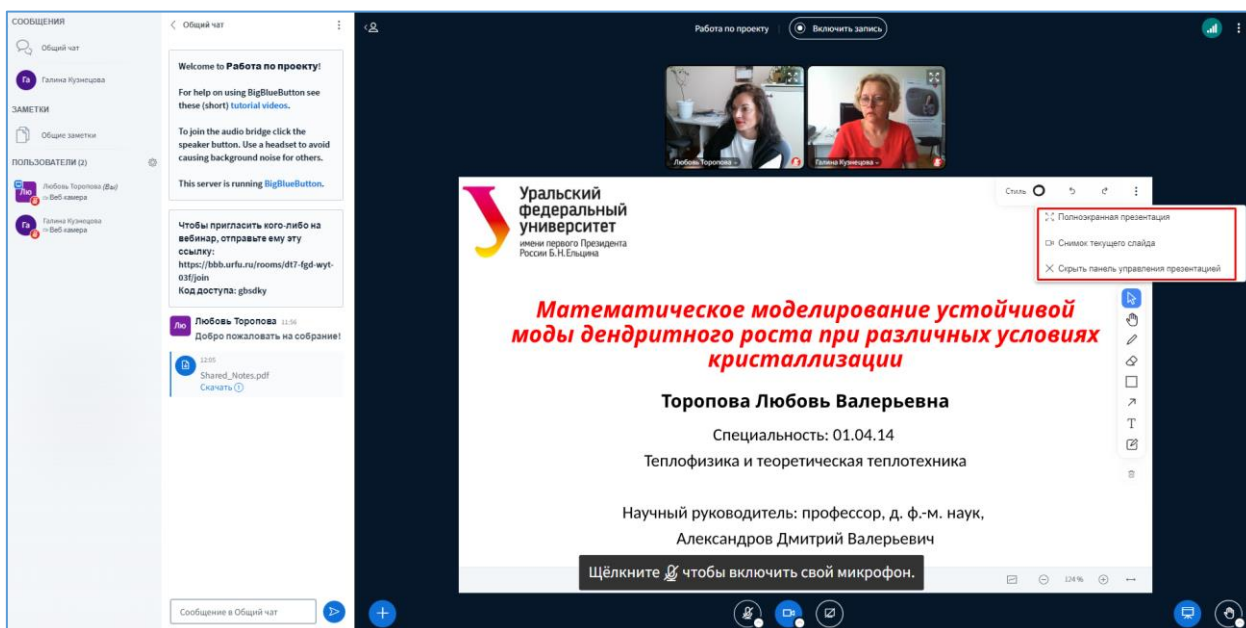 СООБЩЕНИЯ
Общий чат
Га
Галина Кузнецова
ЗАМЕТКИ
Общие заметки
ПОЛЬЗОВАТЕЛИ (2)
Лю
Любовь Торопова (Вы)
Веб-камера
Га
Галина Кузнецова
Веб-камера
Общий чат
Welcome to Работа по проекту!
For help on using BigBlueButton see
these (short) tutorial videos.
To join the audio bridge click the
speaker button. Use a headset to avoid
causing background noise for others.
This server is running BigBlueButton.
Чтобы пригласить кого-либо на
вебинар, отправьте ему эту
ссылку:
https://bbb.urfu.ru/rooms/dt7-fgd-wyt-
03f/join
Код доступа: gbsdky
Лю
Любовь Торопова 11:56
Добро пожаловать на собрание!
12:05
Shared_Notes.pdf
Скачать
Сообщение в Общий чат
Работа по проекту
Включить запись
Любовь Торопова
Галина Кузнецова
Уральский
федеральный
университет
имени первого Президента
России Б.Н.Ельцина
Стиль
Полноэкранная презентация
Снимок текущего слайда
Скрыть панель управления презентацией
T
Математическое моделирование устойчивой
моды дендритного роста при различных условиях
кристаллизации
Торопова Любовь Валерьевна
Специальность: 01.04.14
Теплофизика и теоретическая теплотехника
Научный руководитель: профессор, д. ф.-м. наук,
Александров Дмитрий Валерьевич
Щёлкните чтобы включить свой микрофон.
124%